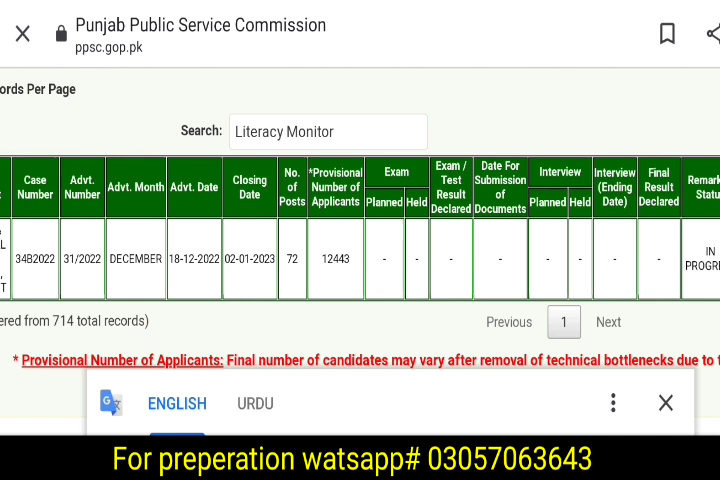 Punjab Public Service Commission
ppsc.gop.pk
ords Per Page
Search: Literacy Monitor
Case Number
Advt. Number
Advt. Month
Advt. Date
Closing Date
No. of Posts
*Provisional Number of Applicants
Exam
Planned Held
Exam / Test Result Declared
Date For Submission of Documents
Interview
Planned Held
Interview (Ending Date)
Final Result Declared
Remark
Statu
L
T
34B2022 31/2022 DECEMBER 18-12-2022 02-01-2023 72 12443 - - - - - - - - IN PROGRE
ered from 714 total records)
Previous 1 Next
* Provisional Number of Applicants: Final number of candidates may vary after removal of technical bottlenecks due to t
ENGLISH URDU
For preperation watsapp# 03057063643